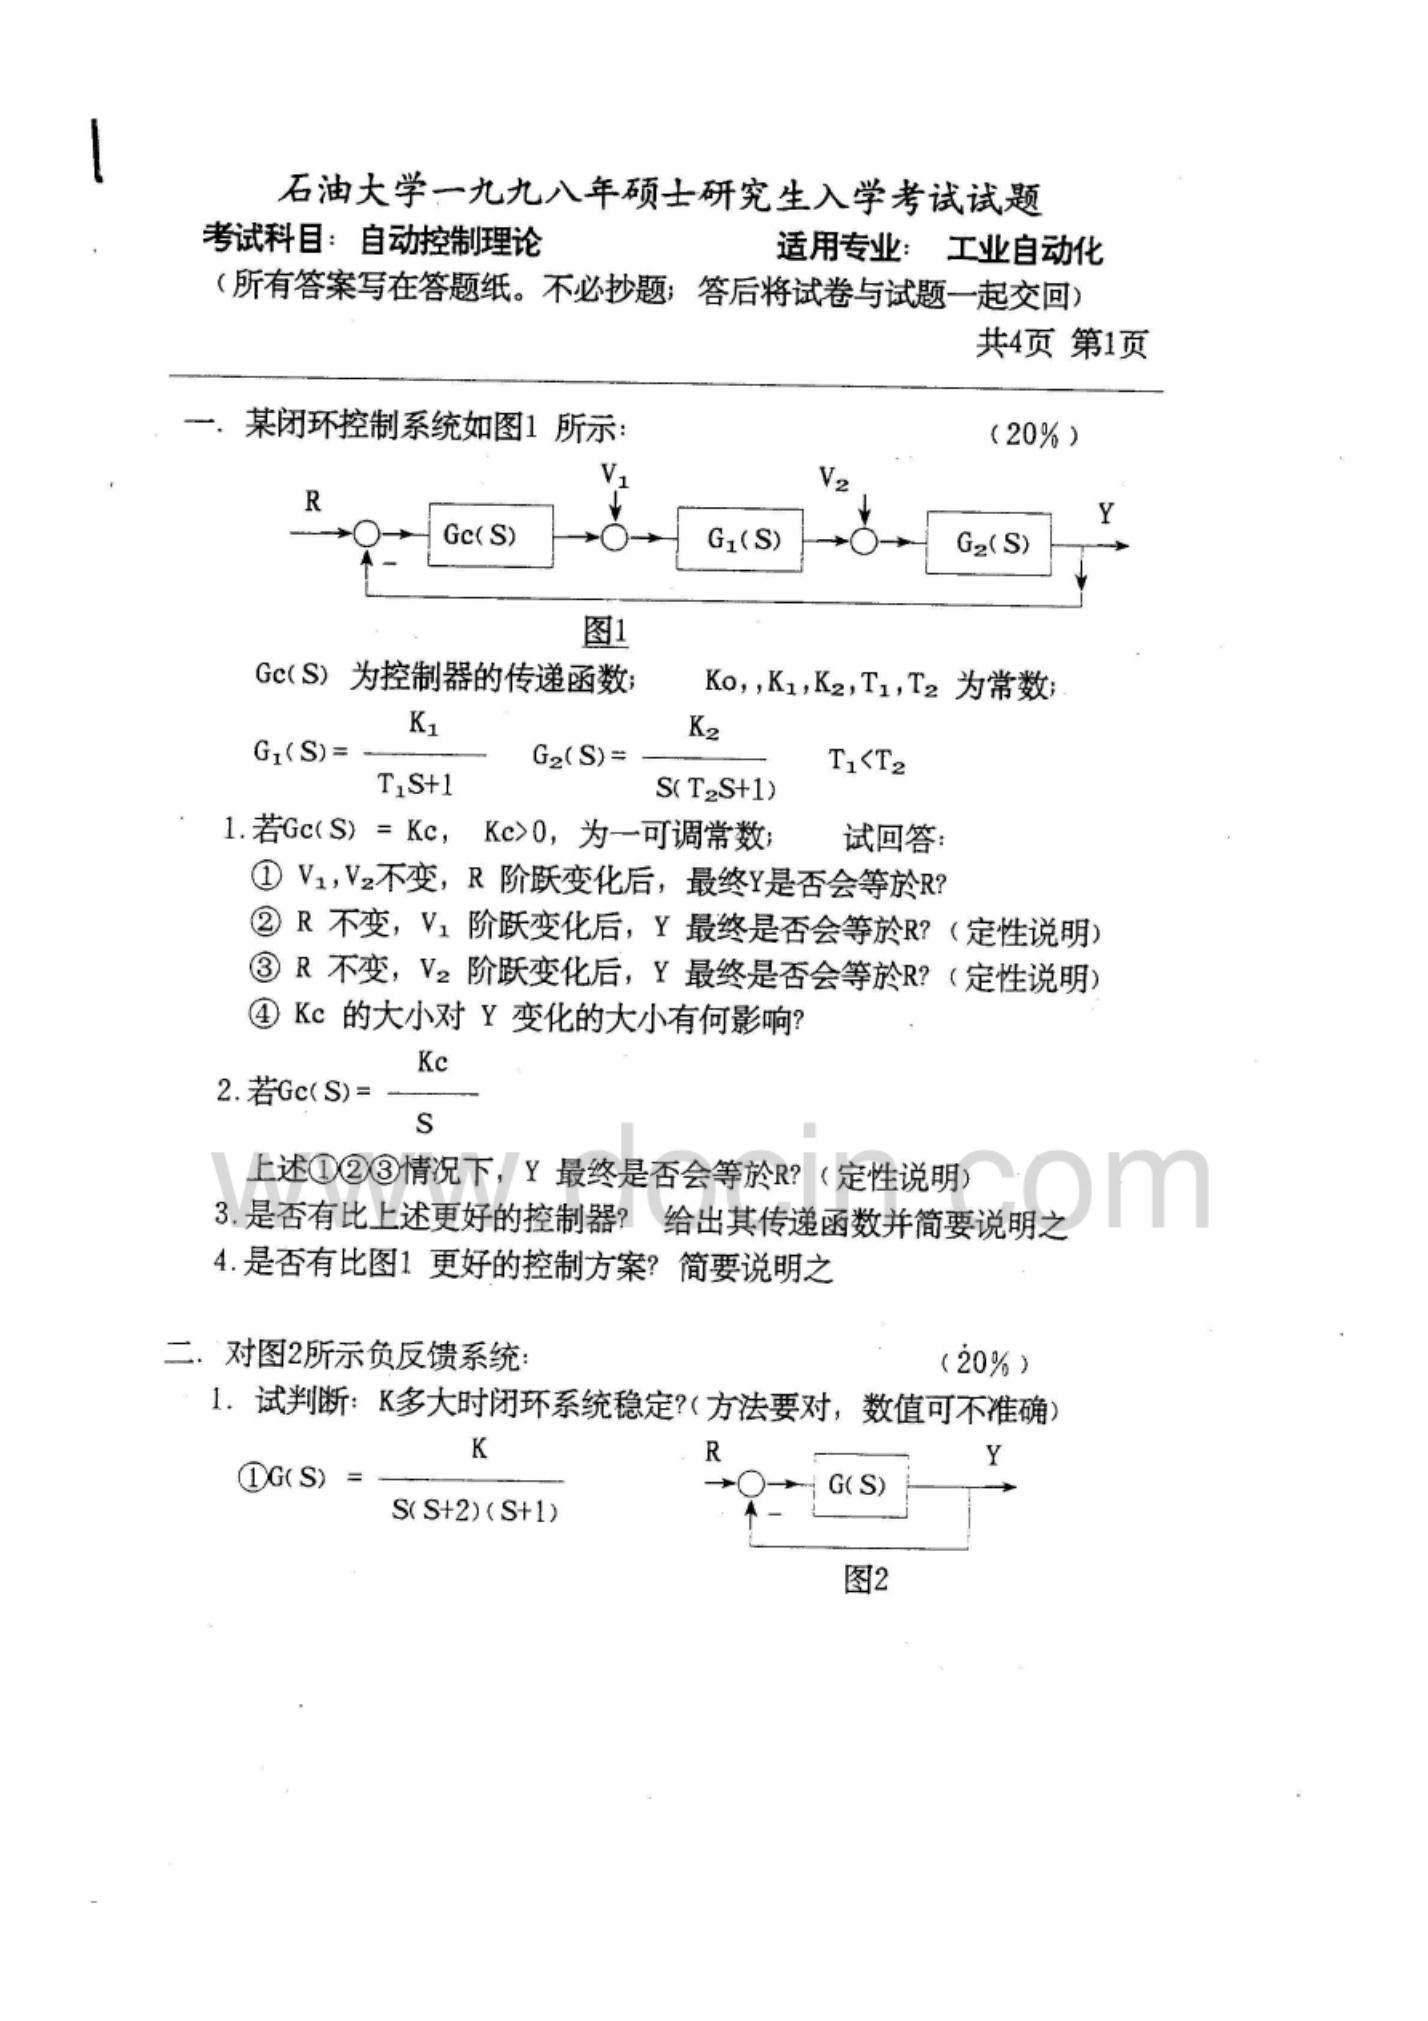 石油大学一九九八年硕士研究生入学考试试题
考试科目：自动控制理论 适用专业： 工业自动化
（所有答案写在答题纸。不必抄题；答后将试卷与试题一起交回）
共4页 第1页
一．某闭环控制系统如图1 所示： （20%）
V₁ V₂
R Y
Gc(S) G₁(S) G₂(S)
−
图1
Gc(S) 为控制器的传递函数； Ko,,K₁,K₂,T₁,T₂ 为常数；
K₁ K₂
G₁(S)= G₂(S)= T₁<T₂
T₁S+1 S(T₂S+1)
1.若Gc(S) = Kc， Kc>0，为一可调常数； 试回答：
① V₁,V₂不变，R 阶跃变化后，最终Y是否会等於R？
② R 不变，V₁ 阶跃变化后，Y 最终是否会等於R？（定性说明）
③ R 不变，V₂ 阶跃变化后，Y 最终是否会等於R？（定性说明）
④ Kc 的大小对 Y 变化的大小有何影响？
Kc
2.若Gc(S)=
S
上述①②③情况下，Y 最终是否会等於R？（定性说明）
www.docin.com
3.是否有比上述更好的控制器？ 给出其传递函数并简要说明之
4.是否有比图1 更好的控制方案？简要说明之
二．对图2所示负反馈系统： （20%）
1. 试判断：K多大时闭环系统稳定？（方法要对，数值可不准确）
K R Y
①G(S) = G(S)
S(S+2)(S+1) −
图2